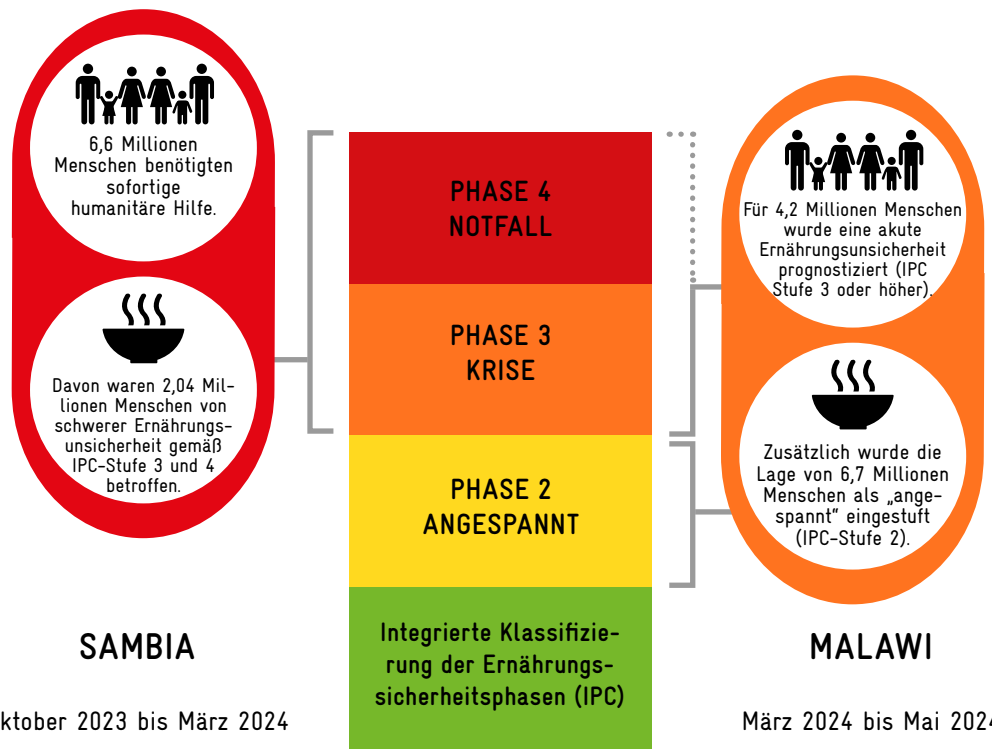 6,6 Millionen
Menschen benötigten
sofortige
humanitäre Hilfe.
Davon waren 2,04 Mil-
lionen Menschen von
schwerer Ernährungs-
unsicherheit gemäß
IPC-Stufe 3 und 4
betroffen.
SAMBIA
ktober 2023 bis März 2024
PHASE 4
NOTFALL
PHASE 3
KRISE
PHASE 2
ANGESPANNT
Integrierte Klassifizie-
rung der Ernährungs-
sicherheitsphasen (IPC)
Für 4,2 Millionen Menschen
wurde eine akute
Ernährungsunsicherheit
prognostiziert (IPC
Stufe 3 oder höher).
Zusätzlich wurde die
Lage von 6,7 Millionen
Menschen als „ange-
spannt“ eingestuft
(IPC-Stufe 2).
MALAWI
März 2024 bis Mai 2024